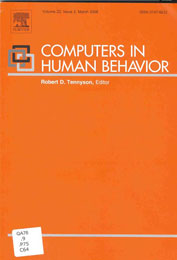 COMPUTERS IN
HUMAN BEHAVIOR
Robert D. Tennyson, Editor
QA76
.9
.P75
C64